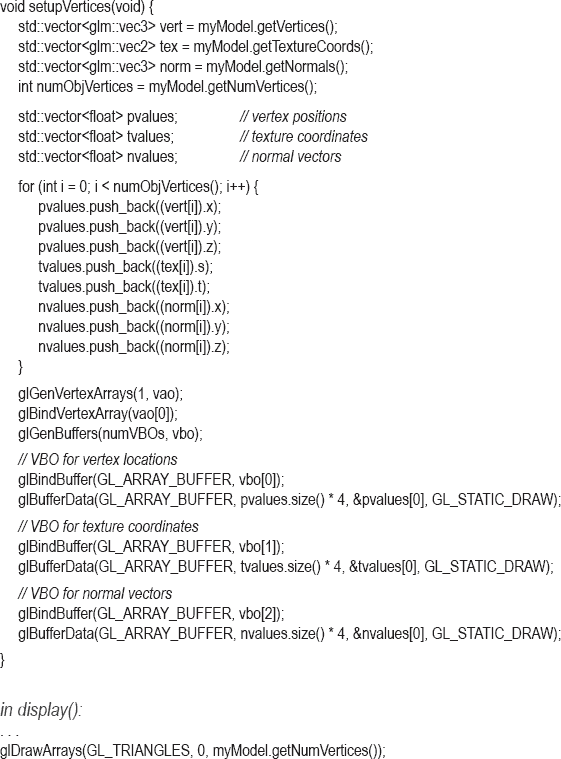 void setupVertices(void) {
std::vector<glm::vec3> vert = myModel.getVertices();
std::vector<glm::vec2> tex = myModel.getTextureCoords();
std::vector<glm::vec3> norm = myModel.getNormals();
int numObjVertices = myModel.getNumVertices();
std::vector<float> pvalues; // vertex positions
std::vector<float> tvalues; // texture coordinates
std::vector<float> nvalues; // normal vectors
for (int i = 0; i < numObjVertices(); i++) {
pvalues.push_back((vert[i]).x);
pvalues.push_back((vert[i]).y);
pvalues.push_back((vert[i]).z);
tvalues.push_back((tex[i]).s);
tvalues.push_back((tex[i]).t);
nvalues.push_back((norm[i]).x);
nvalues.push_back((norm[i]).y);
nvalues.push_back((norm[i]).z);
}
glGenVertexArrays(1, vao);
glBindVertexArray(vao[0]);
glGenBuffers(numVBOs, vbo);
// VBO for vertex locations
glBindBuffer(GL_ARRAY_BUFFER, vbo[0]);
glBufferData(GL_ARRAY_BUFFER, pvalues.size() * 4, &pvalues[0], GL_STATIC_DRAW);
// VBO for texture coordinates
glBindBuffer(GL_ARRAY_BUFFER, vbo[1]);
glBufferData(GL_ARRAY_BUFFER, tvalues.size() * 4, &tvalues[0], GL_STATIC_DRAW);
// VBO for normal vectors
glBindBuffer(GL_ARRAY_BUFFER, vbo[2]);
glBufferData(GL_ARRAY_BUFFER, nvalues.size() * 4, &nvalues[0], GL_STATIC_DRAW);
}
in display():
. . .
glDrawArrays(GL_TRIANGLES, 0, myModel.getNumVertices());